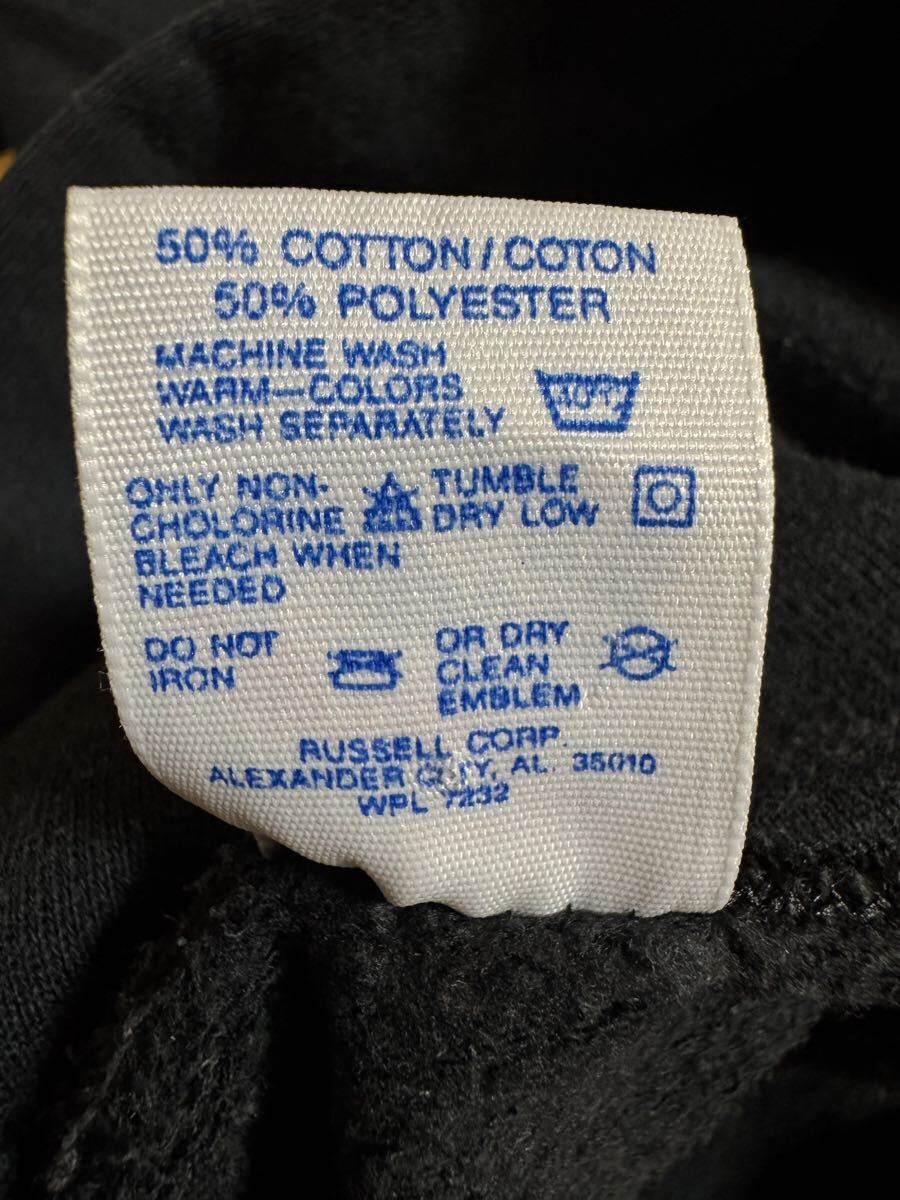 50% COTTON/COTON
50% POLYESTER
MACHINE WASH
WARM—COLORS
WASH SEPARATELY
ONLY NON-
CHOLORINE
BLEACH WHEN
NEEDED
TUMBLE
DRY LOW
DO NOT
IRON
OR DRY
CLEAN
EMBLEM
RUSSELL CORP.
ALEXANDER CITY, AL. 35010
WPL 7232